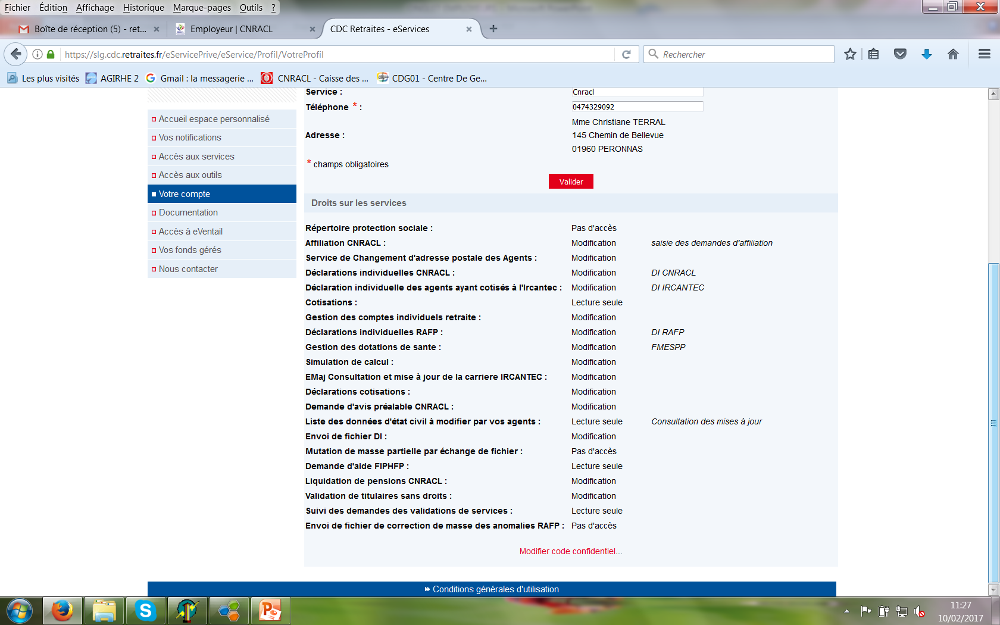 Fichier Édition Affichage Historique Marque-pages Outils ?
Boîte de réception (5) - ret... × Employeur | CNRACL × CDC Retraites - eServices × +
https://slg.cdc.retraites.fr/eServicePrive/eService/Profil/VotreProfil Rechercher
Les plus visités AGIRHE 2 Gmail : la messagerie ... CNRACL - Caisse des ... CDG01 - Centre De Ge...
Accueil espace personnalisé
Vos notifications
Accès aux services
Accès aux outils
Votre compte
Documentation
Accès à eVentail
Vos fonds gérés
Nous contacter
Service : Cnracl
Téléphone * : 0474329092
Mme Christiane TERRAL
Adresse : 145 Chemin de Bellevue
01960 PERONNAS
* champs obligatoires
Valider
Droits sur les services
Répertoire protection sociale : Pas d'accès
Affiliation CNRACL : Modification saisie des demandes d'affiliation
Service de Changement d'adresse postale des Agents : Modification
Déclarations individuelles CNRACL : Modification DI CNRACL
Déclaration individuelle des agents ayant cotisés à l'Ircantec : Modification DI IRCANTEC
Cotisations : Lecture seule
Gestion des comptes individuels retraite : Modification
Déclarations individuelles RAFP : Modification DI RAFP
Gestion des dotations de sante : Modification FMESPP
Simulation de calcul : Modification
EMaj Consultation et mise à jour de la carriere IRCANTEC : Modification
Déclarations cotisations : Modification
Demande d'avis préalable CNRACL : Modification
Liste des données d'état civil à modifier par vos agents : Lecture seule Consultation des mises à jour
Envoi de fichier DI : Modification
Mutation de masse partielle par échange de fichier : Pas d'accès
Demande d'aide FIPHFP : Lecture seule
Liquidation de pensions CNRACL : Modification
Validation de titulaires sans droits : Modification
Suivi des demandes des validations de services : Lecture seule
Envoi de fichier de correction de masse des anomalies RAFP : Pas d'accès
Modifier code confidentiel...
Conditions générales d'utilisation
11:27
10/02/2017